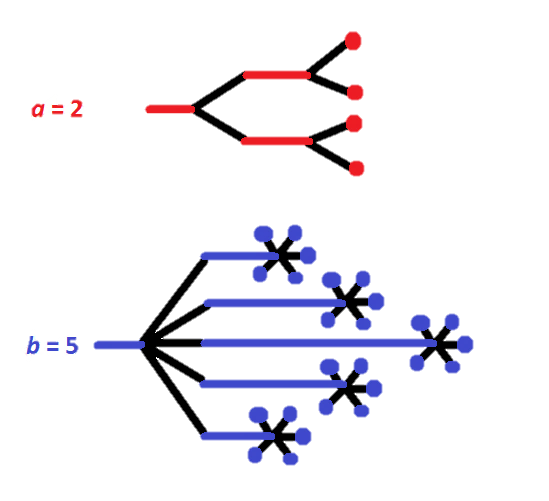 a = 2
b = 5